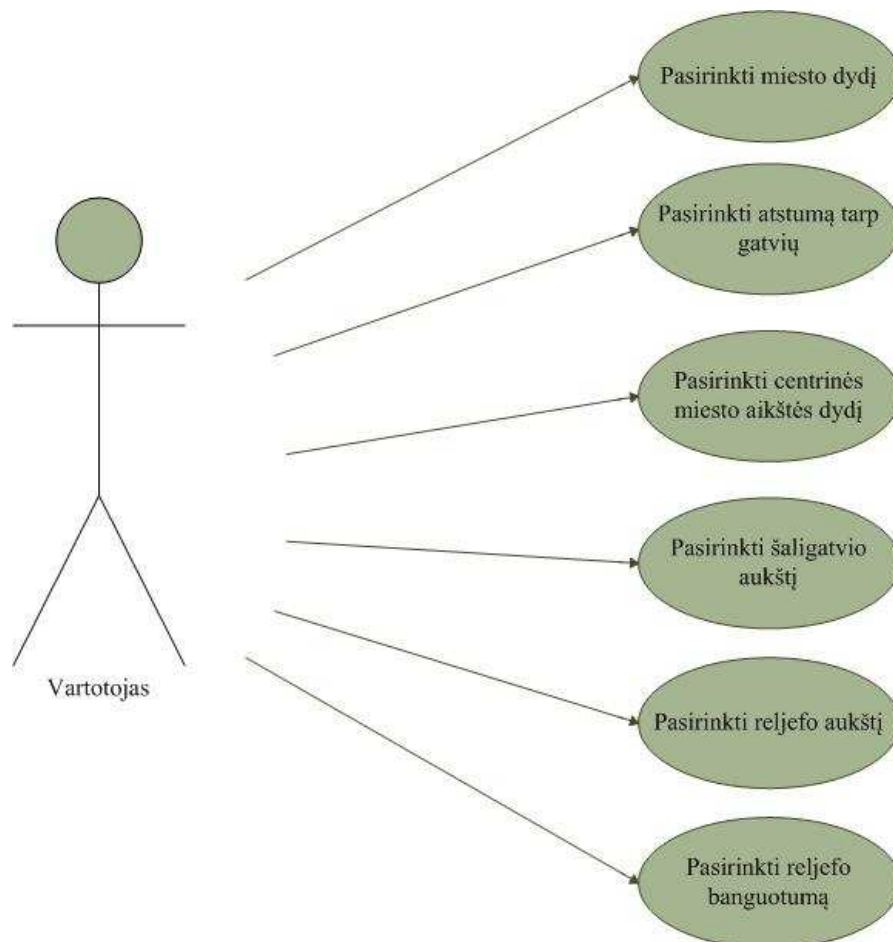 Pasirinkti miesto dydį
Pasirinkti atstumą tarp
gatvių
Pasirinkti centrinės
miesto aikštės dydį
Pasirinkti šaligatvio
aukštį
Vartotojas
Pasirinkti reljefo aukštį
Pasirinkti reljefo
banguotumą